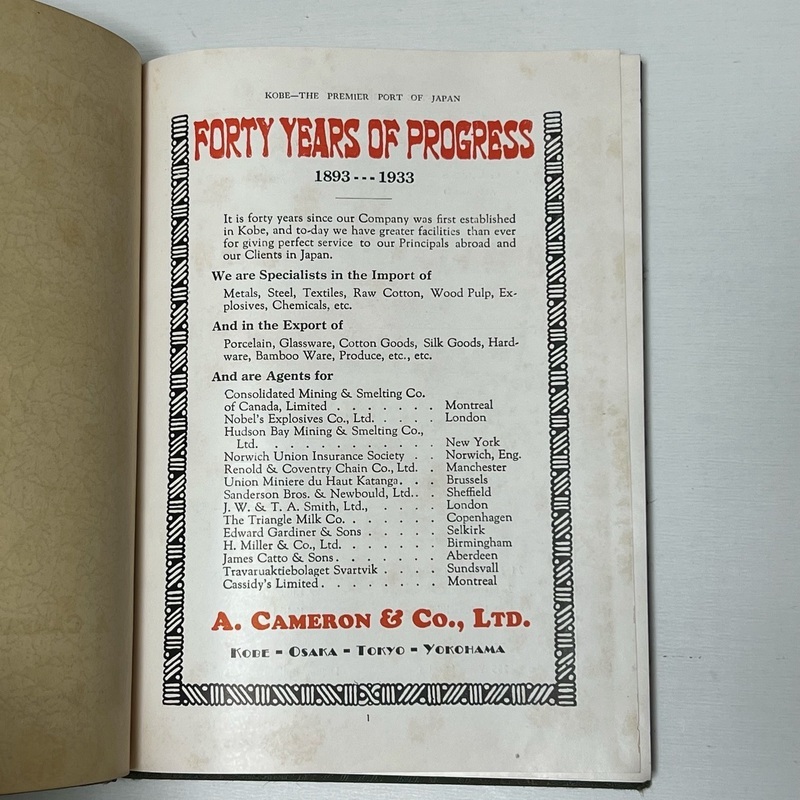 KOBE—THE PREMIER PORT OF JAPAN
FORTY YEARS OF PROGRESS
1893---1933
It is forty years since our Company was first established
in Kobe, and to-day we have greater facilities than ever
for giving perfect service to our Principals abroad and
our Clients in Japan.
We are Specialists in the Import of
Metals, Steel, Textiles, Raw Cotton, Wood Pulp, Ex-
plosives, Chemicals, etc.
And in the Export of
Porcelain, Glassware, Cotton Goods, Silk Goods, Hard-
ware, Bamboo Ware, Produce, etc., etc.
And are Agents for
Consolidated Mining & Smelting Co.
of Canada, Limited . . . . . . . Montreal
Nobel's Explosives Co., Ltd. . . . . London
Hudson Bay Mining & Smelting Co.,
Ltd. . . . . . . . . . . . . New York
Norwich Union Insurance Society . . Norwich, Eng.
Renold & Coventry Chain Co., Ltd. . Manchester
Union Miniere du Haut Katanga. . . Brussels
Sanderson Bros. & Newbould, Ltd.. . Sheffield
J. W. & T. A. Smith, Ltd., . . . . London
The Triangle Milk Co. . . . . . . Copenhagen
Edward Gardiner & Sons . . . . . Selkirk
H. Miller & Co., Ltd. . . . . . . Birmingham
James Catto & Sons . . . . . . . Aberdeen
Travaruaktiebolaget Svartvik . . . . Sundsvall
Cassidy's Limited . . . . . . . . Montreal
A. CAMERON & CO., LTD.
KOBE - OSAKA - TOKYO - YOKOHAMA
1